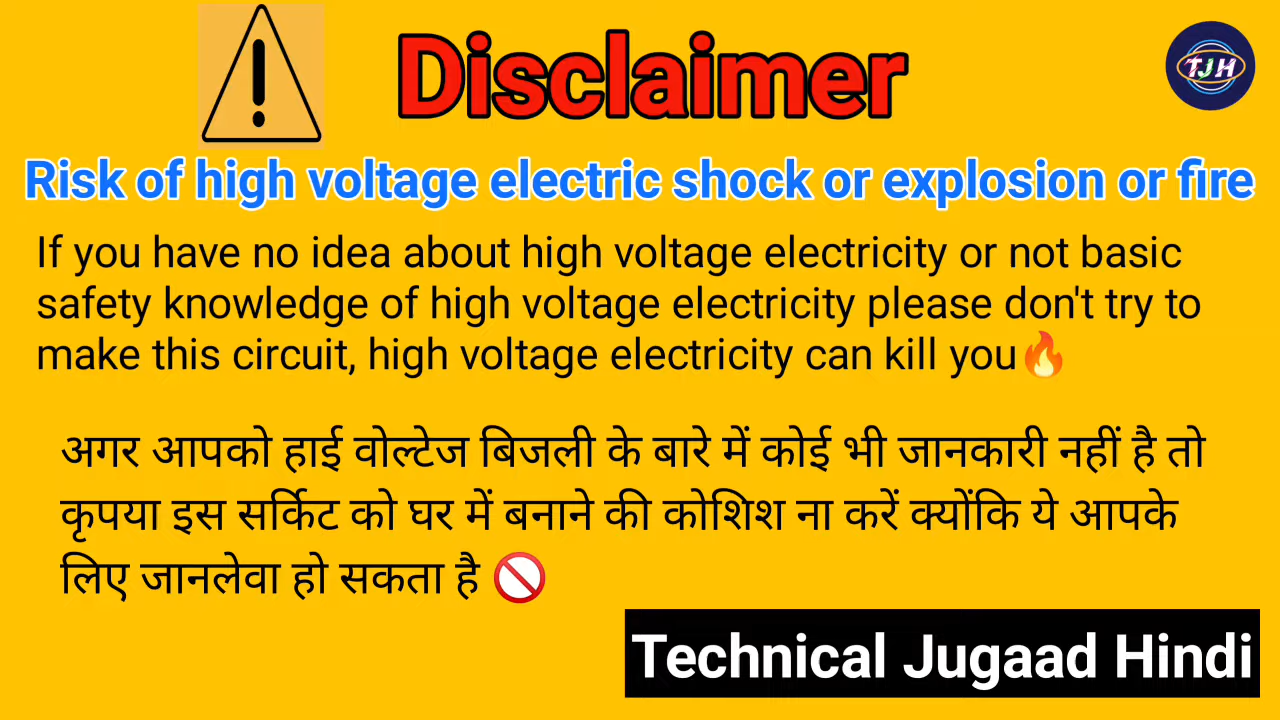 Disclaimer
TJH
Risk of high voltage electric shock or explosion or fire
If you have no idea about high voltage electricity or not basic
safety knowledge of high voltage electricity please don't try to
make this circuit, high voltage electricity can kill you🔥
अगर आपको हाई वोल्टेज बिजली के बारे में कोई भी जानकारी नहीं है तो
कृपया इस सर्किट को घर में बनाने की कोशिश ना करें क्योंकि ये आपके
लिए जानलेवा हो सकता है 🚫
Technical Jugaad Hindi